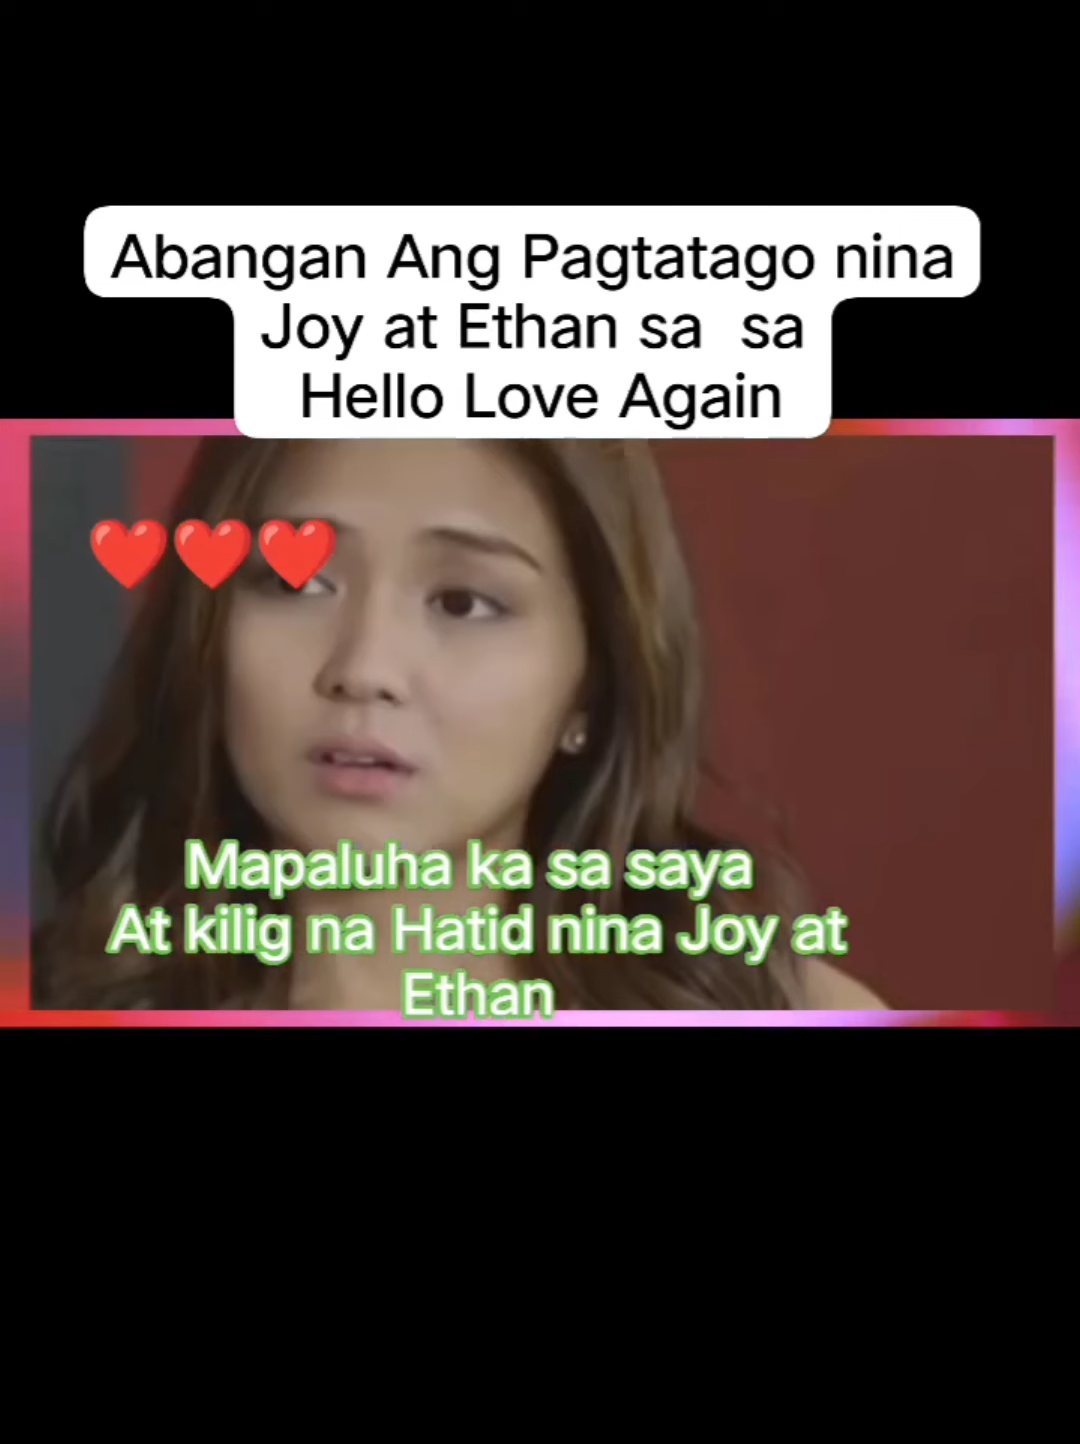 Abangan Ang Pagtatago nina
Joy at Ethan sa sa
Hello Love Again
Mapaluha ka sa saya
At kilig na Hatid nina Joy at
Ethan